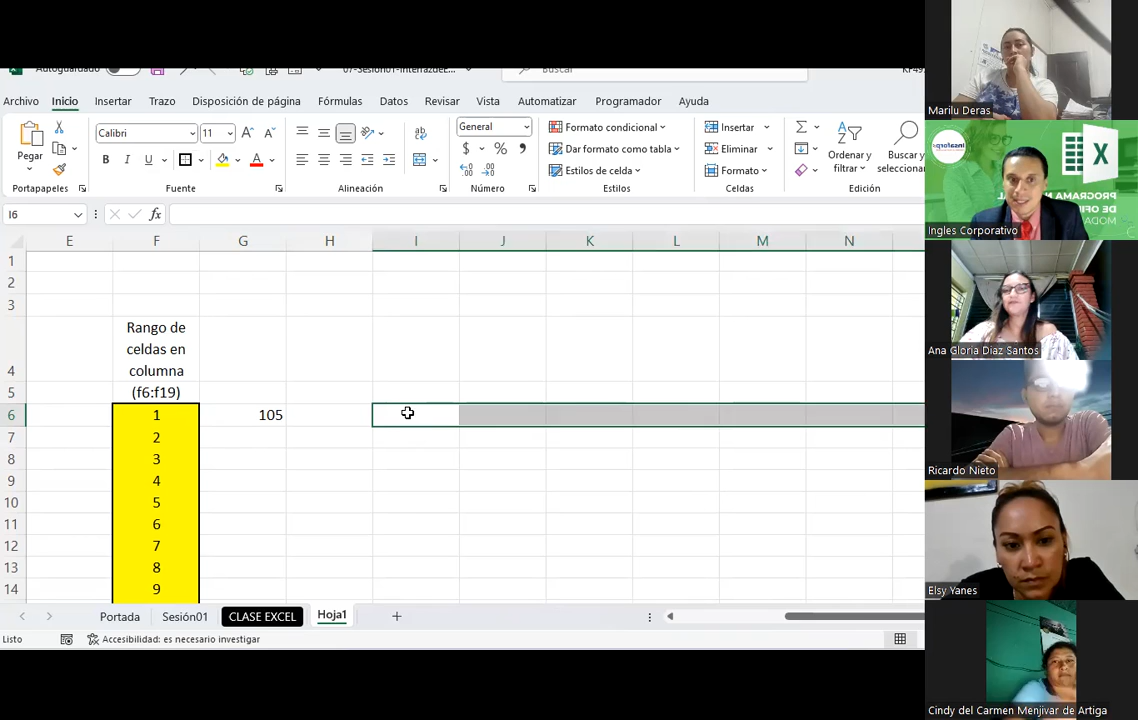 Autoguardado
07-Sesion01-InterfazdeE...
Buscar
Archivo Inicio Insertar Trazo Disposición de página Fórmulas Datos Revisar Vista Automatizar Programador Ayuda
Pegar
Calibri 11
N K S
General
$ % ,
Formato condicional
Dar formato como tabla
Estilos de celda
Insertar
Eliminar
Formato
Ordenar y filtrar
Buscar y seleccionar
Portapapeles Fuente Alineación Número Estilos Celdas Edición
I6 fx
E F G H I J K L M N
1
2
3
4 Rango de
celdas en
columna
5 (f6:f19)
6 1 105
7 2
8 3
9 4
10 5
11 6
12 7
13 8
14 9
Portada Sesión01 CLASE EXCEL Hoja1 +
Listo Accesibilidad: es necesario investigar
Marilu Deras
Ingles Corporativo
Ana Gloria Diaz Santos
Ricardo Nieto
Elsy Yanes
Cindy del Carmen Menjivar de Artiga